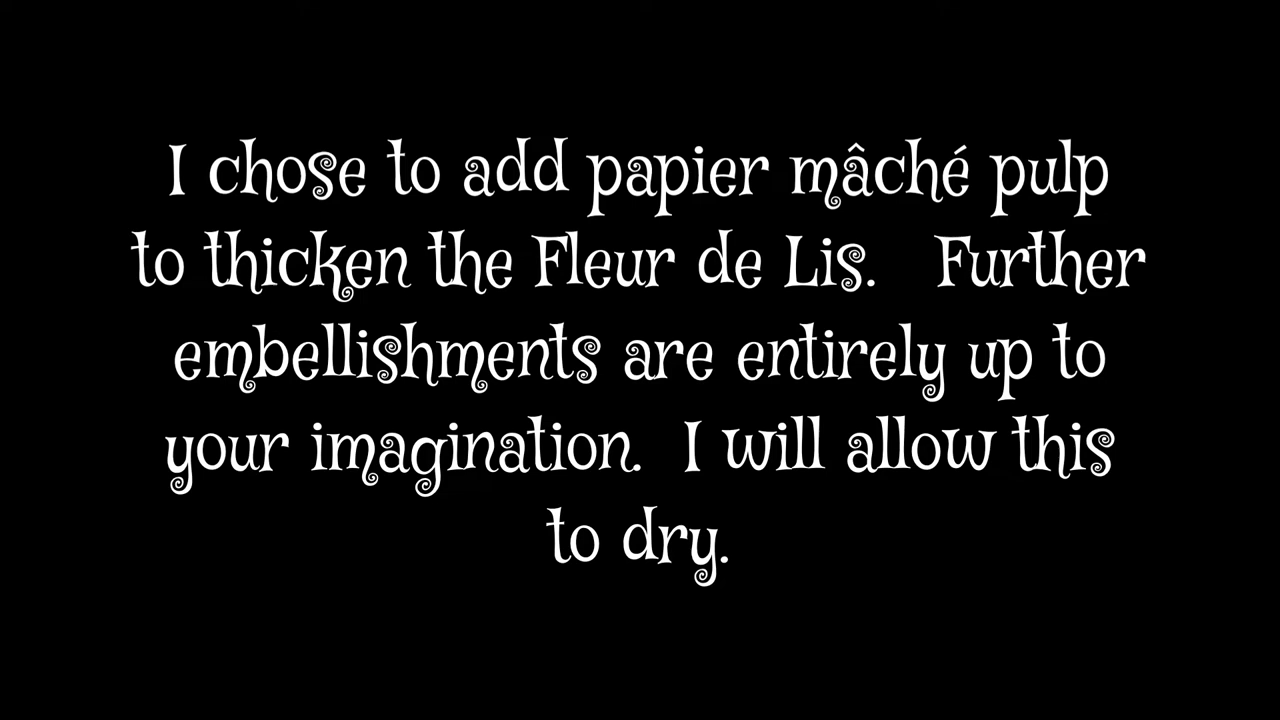 I chose to add papier mâché pulp
to thicken the Fleur de Lis.   Further
embellishments are entirely up to
your imagination.  I will allow this
to dry.